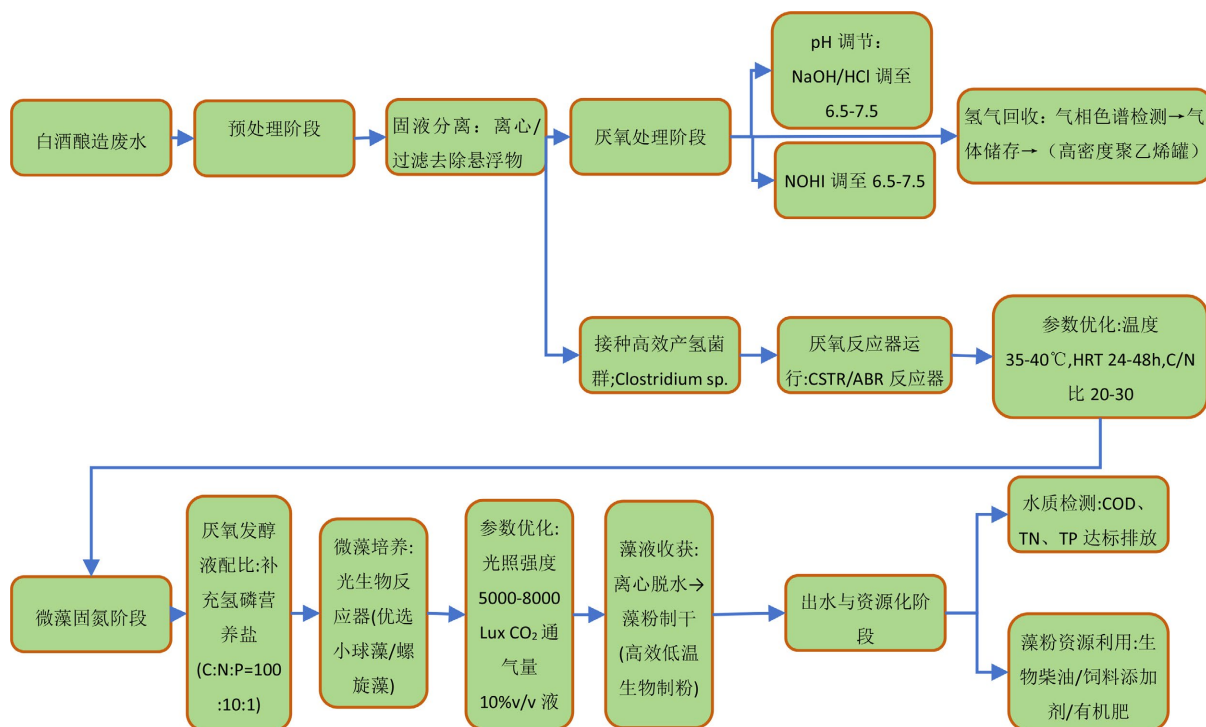 pH 调节：
NaOH/HCl 调至
6.5-7.5
白酒酿造废水
预处理阶段
固液分离：离心/
过滤去除悬浮物
厌氧处理阶段
氢气回收：气相色谱检测→气
体储存→（高密度聚乙烯罐）
NOHI 调至 6.5-7.5
接种高效产氢菌
群;Clostridium sp.
厌氧反应器运
行:CSTR/ABR 反应器
参数优化:温度
35-40℃,HRT 24-48h,C/N
比 20-30
微藻固氮阶段
厌氧发酵
液配比:补
充氢磷营
养盐
(C:N:P=100
:10:1)
微藻培养:
光生物反
应器(优选
小球藻/螺
旋藻)
参数优化:
光照强度
5000-8000
Lux CO₂ 通
气量
10%v/v 液
藻液收获:
离心脱水→
藻粉制干
(高效低温
生物制粉)
出水与资源化阶
段
水质检测:COD、
TN、TP 达标排放
藻粉资源利用:生
物柴油/饲料添加
剂/有机肥